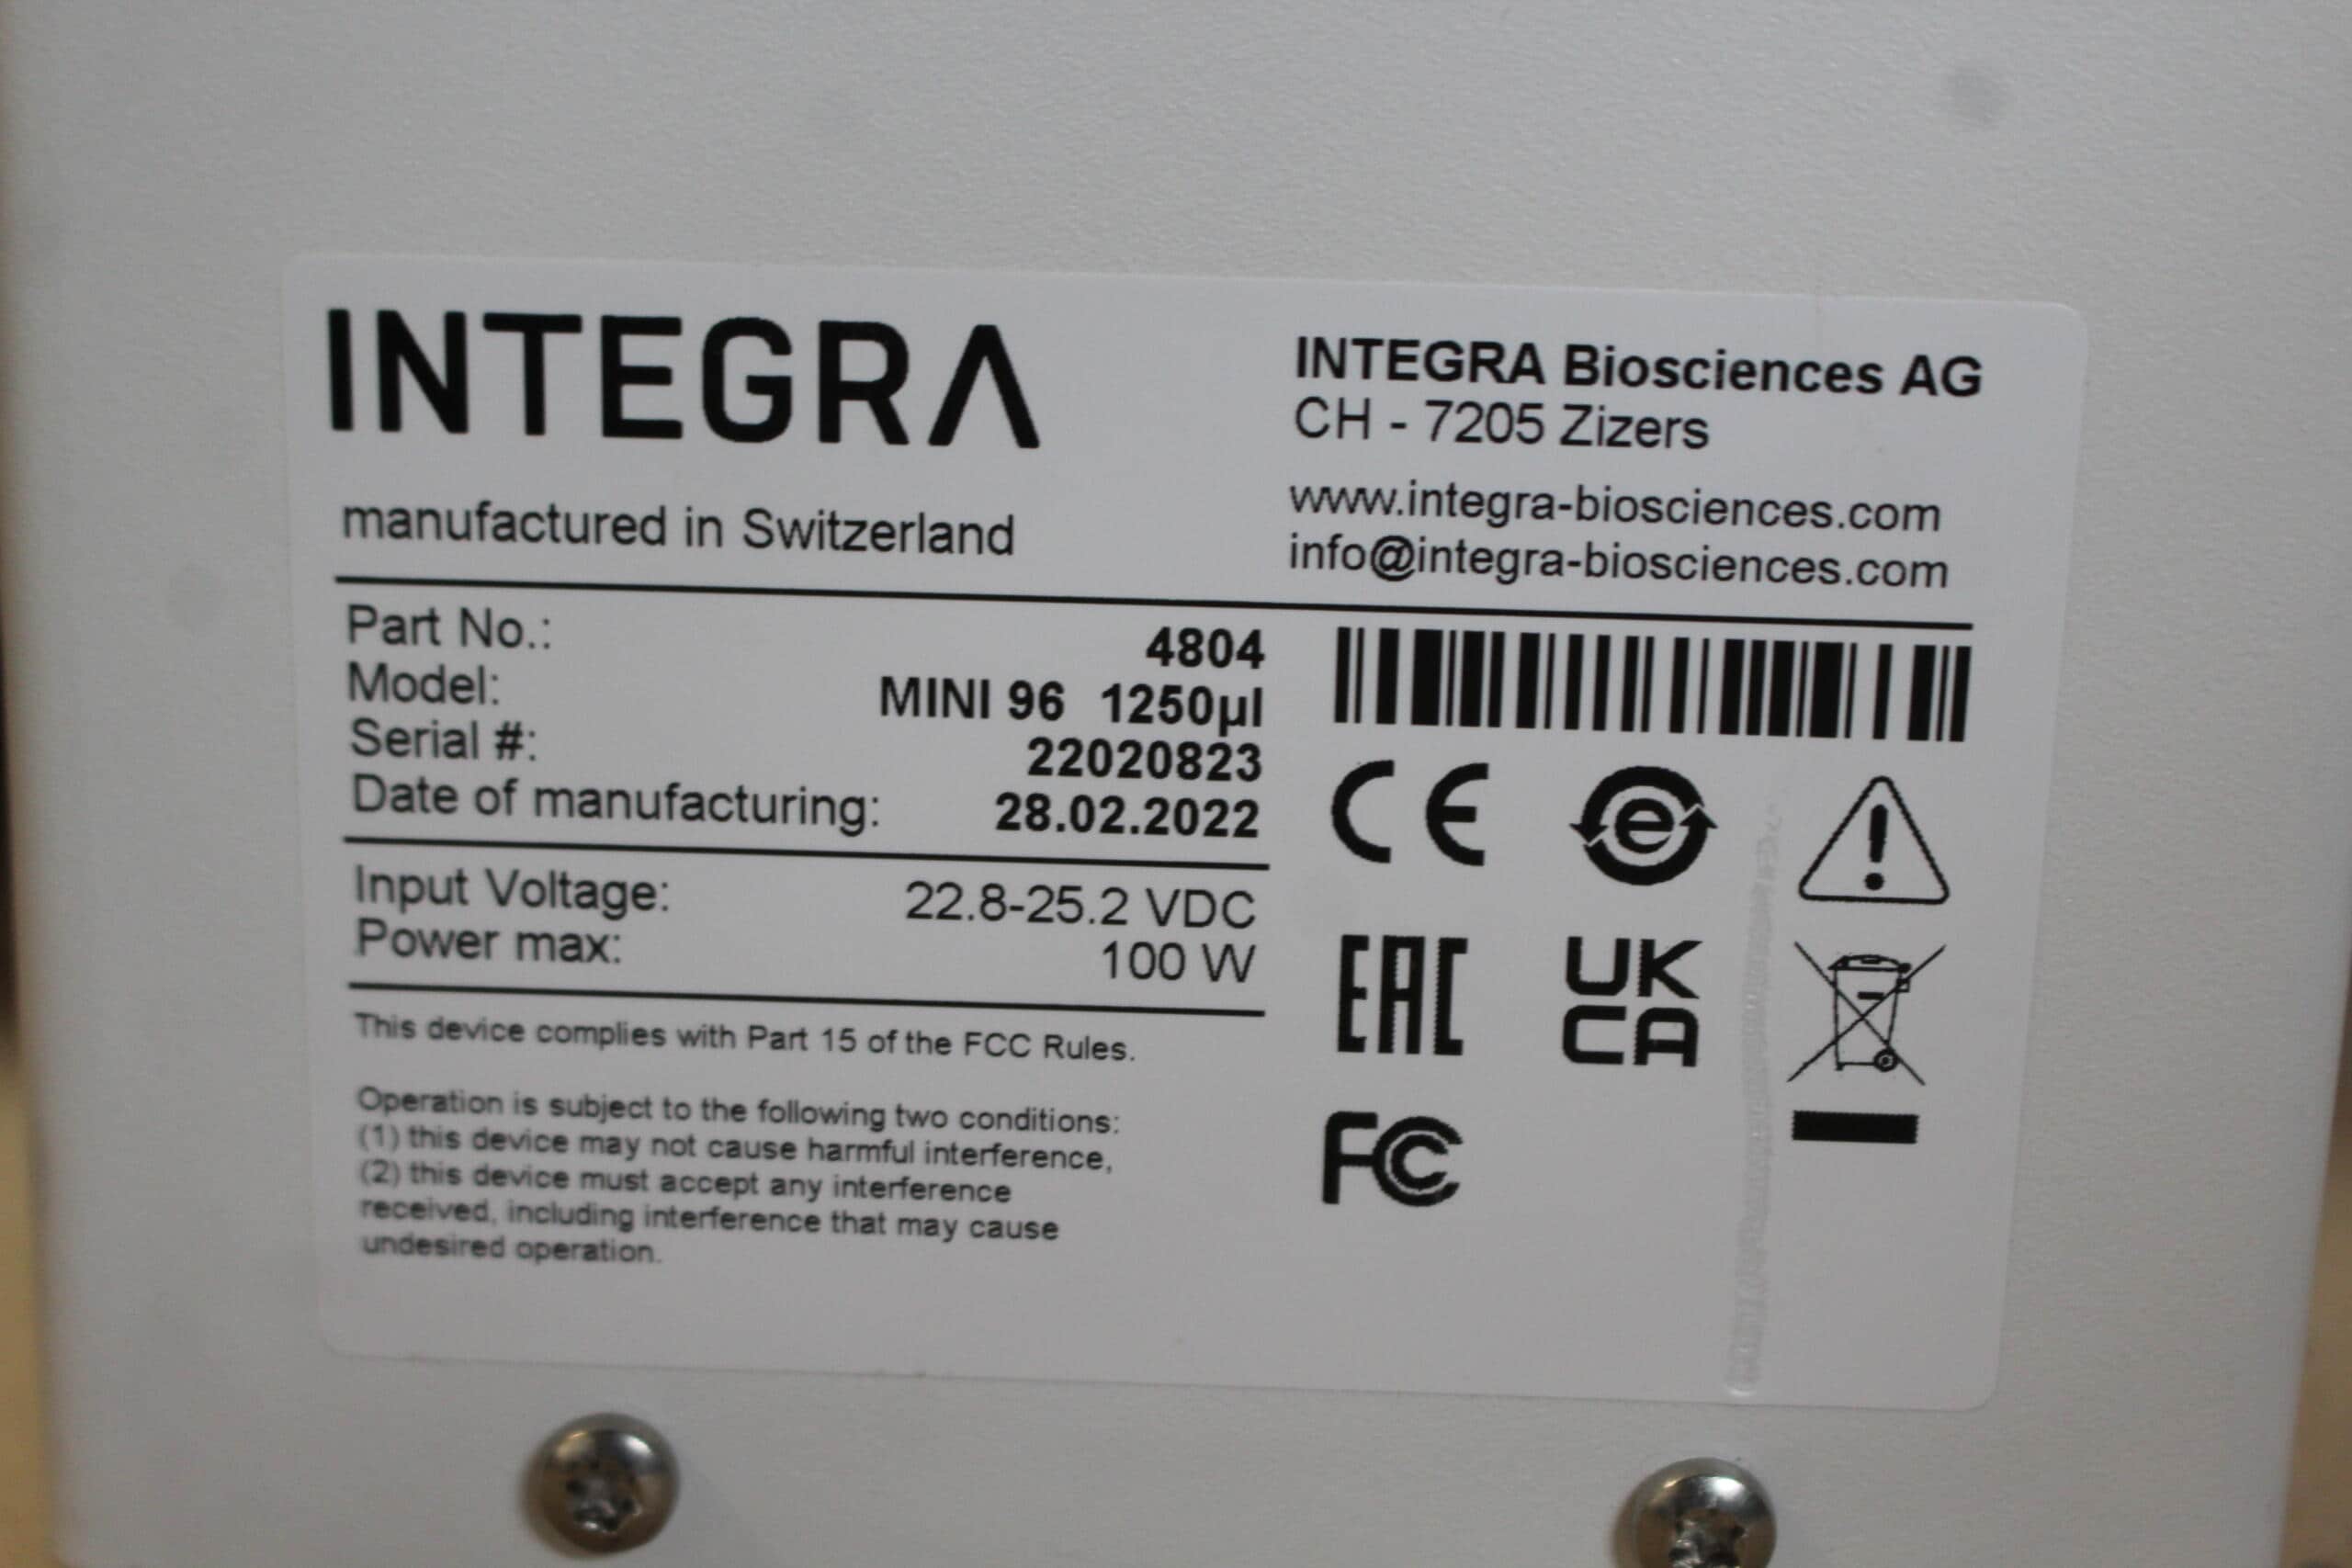 INTEGRA
manufactured in Switzerland
INTEGRA Biosciences AG
CH - 7205 Zizers
www.integra-biosciences.com
info@integra-biosciences.com
Part No.: 4804
Model: MINI 96 1250µl
Serial #: 22020823
Date of manufacturing: 28.02.2022
Input Voltage: 22.8-25.2 VDC
Power max: 100 W
This device complies with Part 15 of the FCC Rules.
Operation is subject to the following two conditions:
(1) this device may not cause harmful interference,
(2) this device must accept any interference
received, including interference that may cause
undesired operation.
CE
e
!
EAC
UK
CA
FC